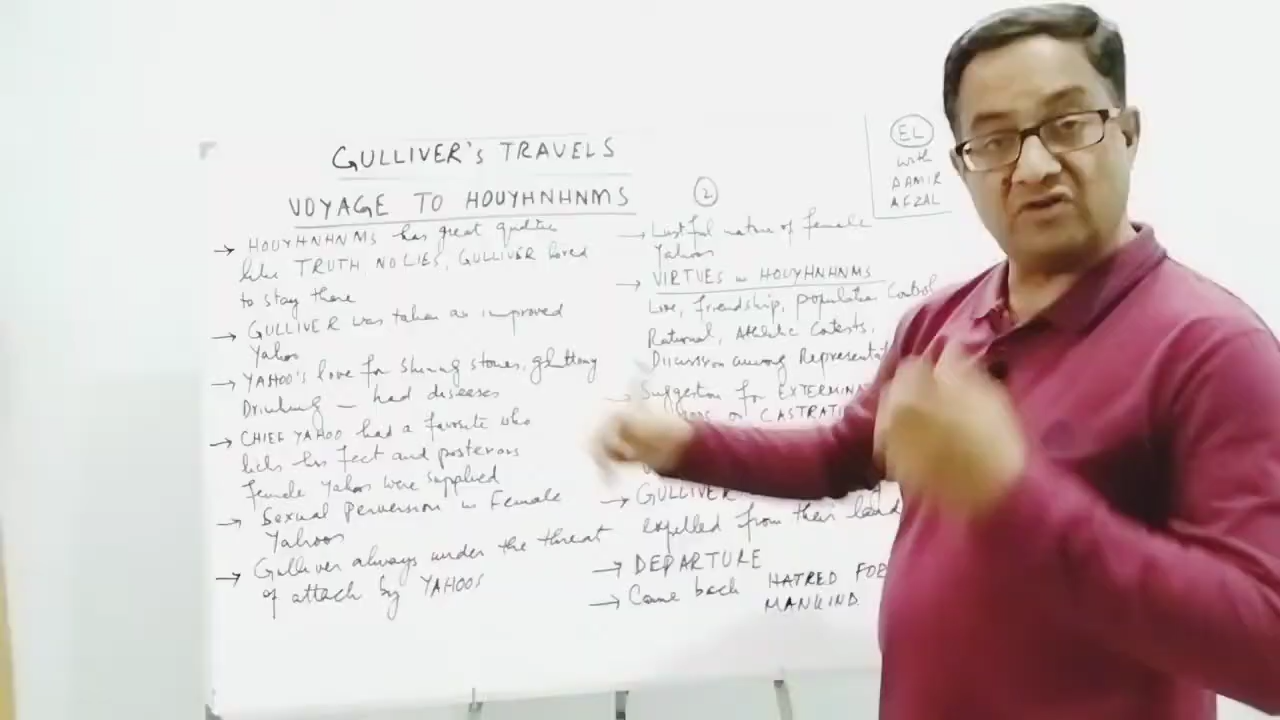 GULLIVER'S TRAVELS
VOYAGE TO HOUYHNHNMS
→ HOUYHNHNMS has great qualities
like TRUTH, NO LIES, GULLIVER loved
to stay there
→ GULLIVER was taken as improved
Yahoo
→ YAHOO's love for shining stones, gluttony
Drinking – had diseases
→ CHIEF YAHOO had a favorite who
licks his feet and posteriors
female Yahoos were supplied
→ Sexual perversion in Female
Yahoos
→ Gulliver always under the threat
of attack by YAHOOS
2
→ Lustful nature of female
Yahoos
→ VIRTUES in HOUYHNHNMS
Love, friendship, population control
Rational, Athletic Contests,
Discussion among
Suggestion for
or
→ GULLIVER
expelled from their land
→ DEPARTURE
→ Came back HATRED FOR
MANKIND
EL
with
AAMIR
AFZAL